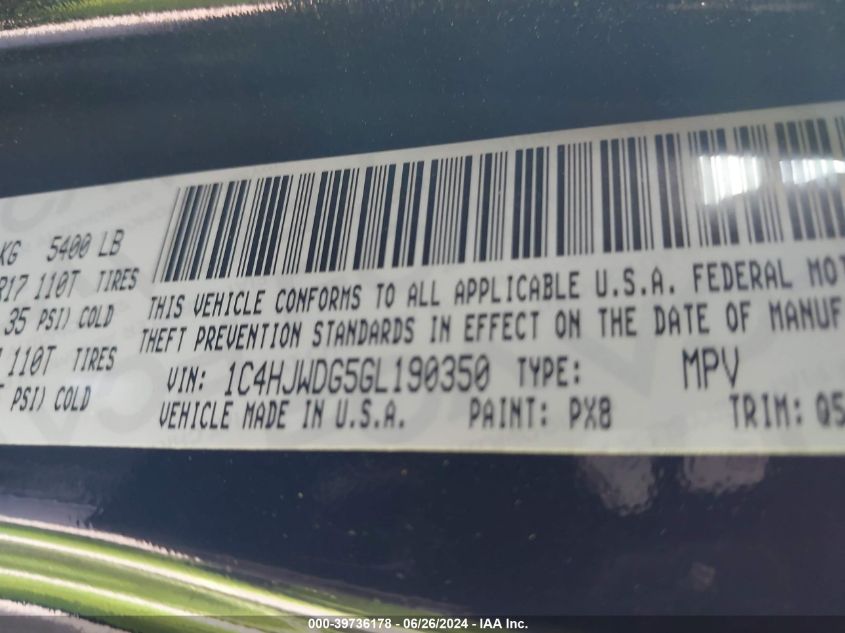 KG 5400 LB
R17 110T TIRES
35 PSI) COLD
110T TIRES
PSI) COLD
THIS VEHICLE CONFORMS TO ALL APPLICABLE U.S.A. FEDERAL MOT
THEFT PREVENTION STANDARDS IN EFFECT ON THE DATE OF MANUF
VIN: 1C4HJWDG5GL190350 TYPE: MPV
VEHICLE MADE IN U.S.A. PAINT: PX8 TRIM: Q5
000-39736178 - 06/26/2024 - IAA Inc.